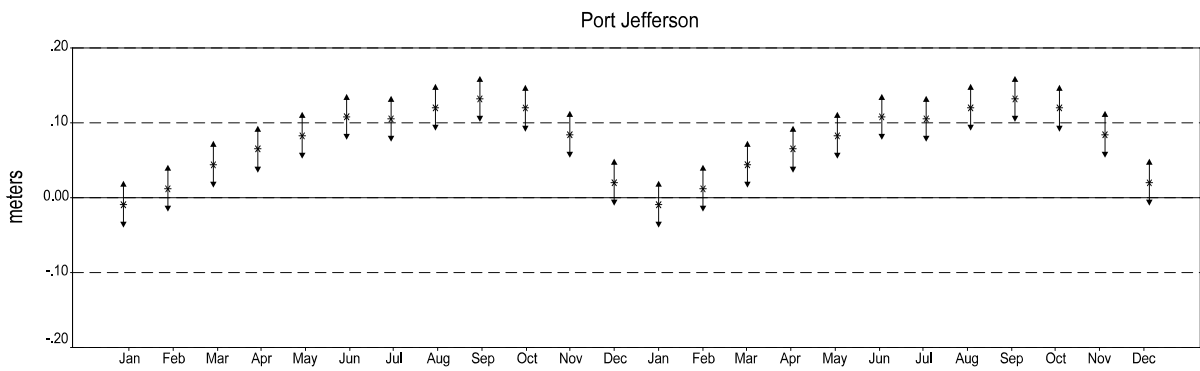 Port Jefferson
.20
.10
0.00
-.10
-.20
meters
Jan Feb Mar Apr May Jun Jul Aug Sep Oct Nov Dec Jan Feb Mar Apr May Jun Jul Aug Sep Oct Nov Dec